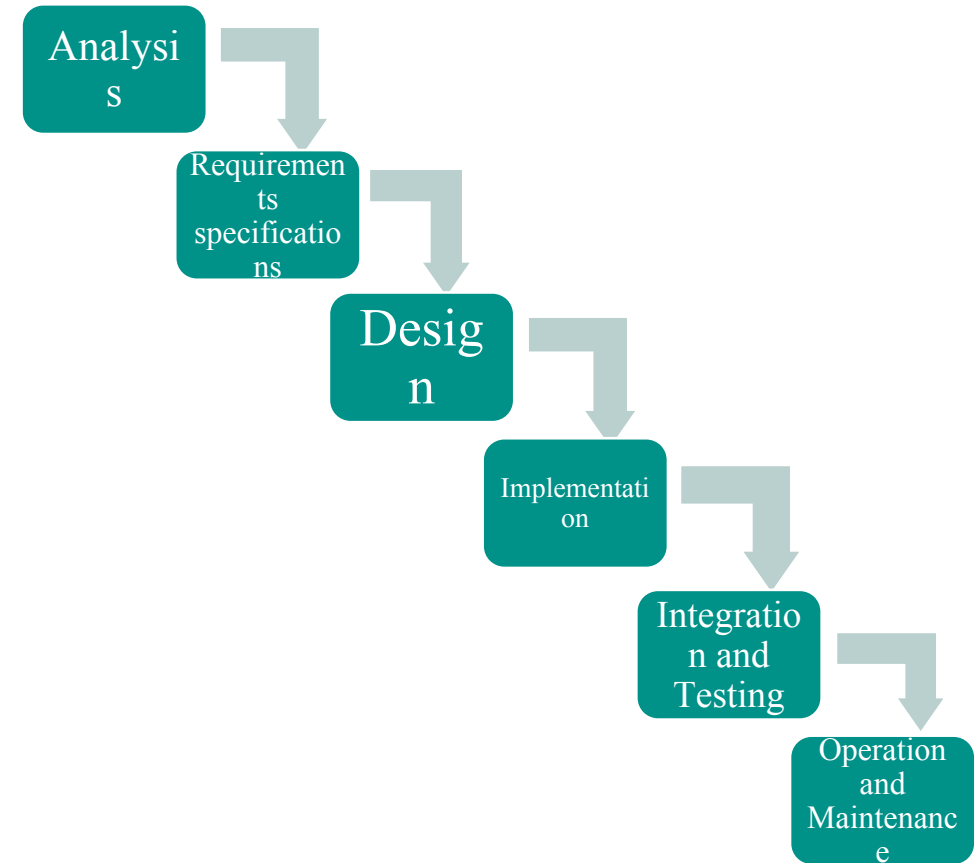 Analysi
s
Requiremen
ts
specificatio
ns
Desig
n
Implementati
on
Integratio
n and
Testing
Operation
and
Maintenanc
e